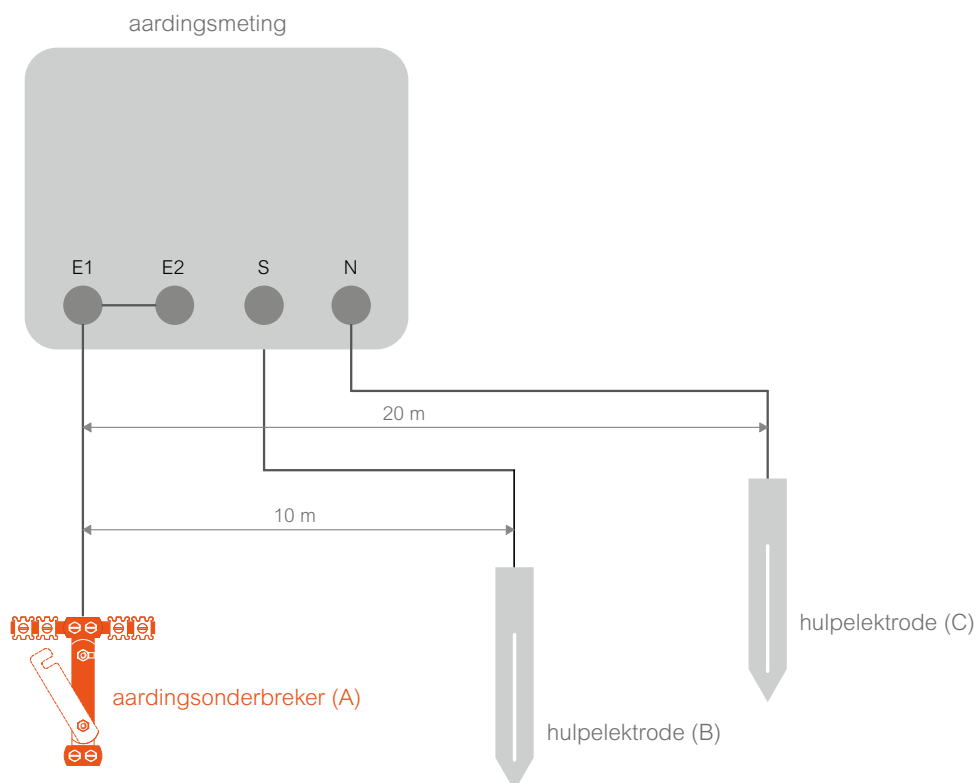 aardingsmeting
E1
E2
S
N
20 m
10 m
hulpelektrode (C)
aardingsonderbreker (A)
hulpelektrode (B)